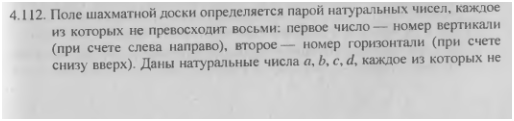 4.112. Поле шахматной доски определяется парой натуральных чисел, каждое
из которых не превосходит восьми: первое число — номер вертикали
(при счете слева направо), второе — номер горизонтали (при счете
снизу вверх). Даны натуральные числа a, b, c, d, каждое из которых не